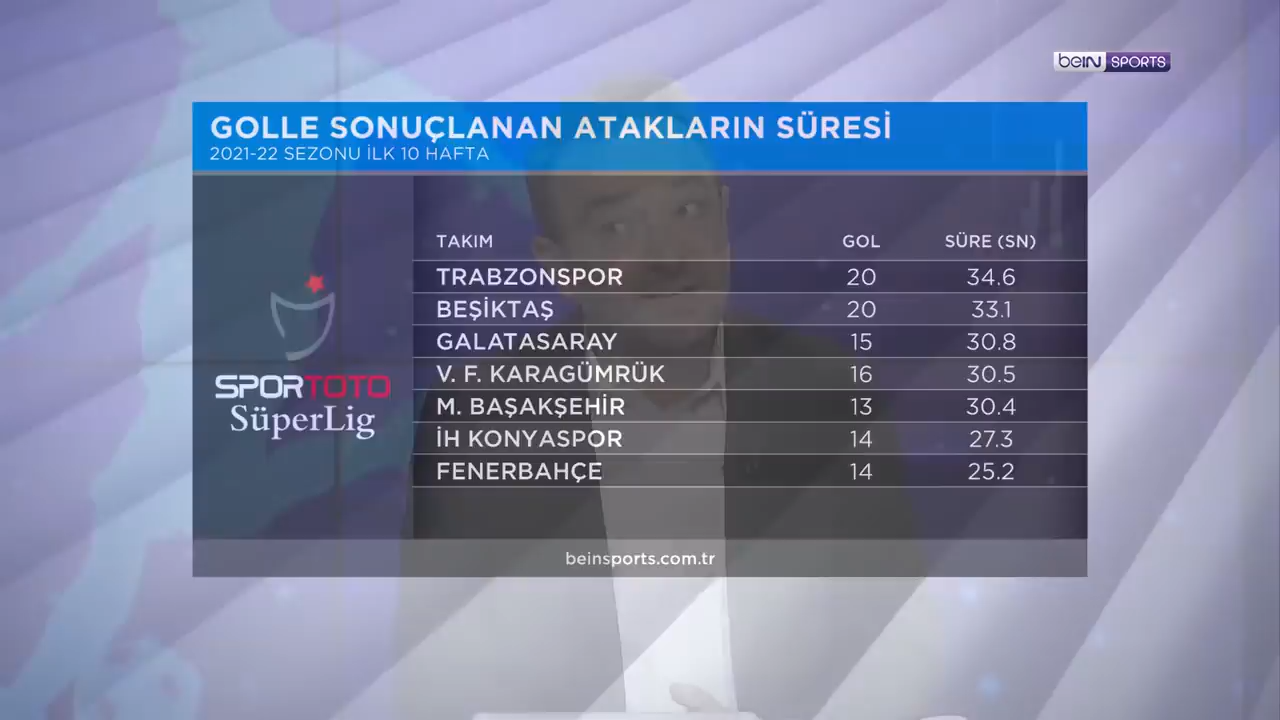 beIN SPORTS
GOLLE SONUÇLANAN ATAKLARIN SÜRESİ
2021-22 SEZONU İLK 10 HAFTA
TAKIM GOL SÜRE (SN)
TRABZONSPOR 20 34.6
BEŞİKTAŞ 20 33.1
GALATASARAY 15 30.8
V. F. KARAGÜMRÜK 16 30.5
M. BAŞAKŞEHİR 13 30.4
İH KONYASPOR 14 27.3
FENERBAHÇE 14 25.2
SPORTOTO
SüperLig
beinsports.com.tr